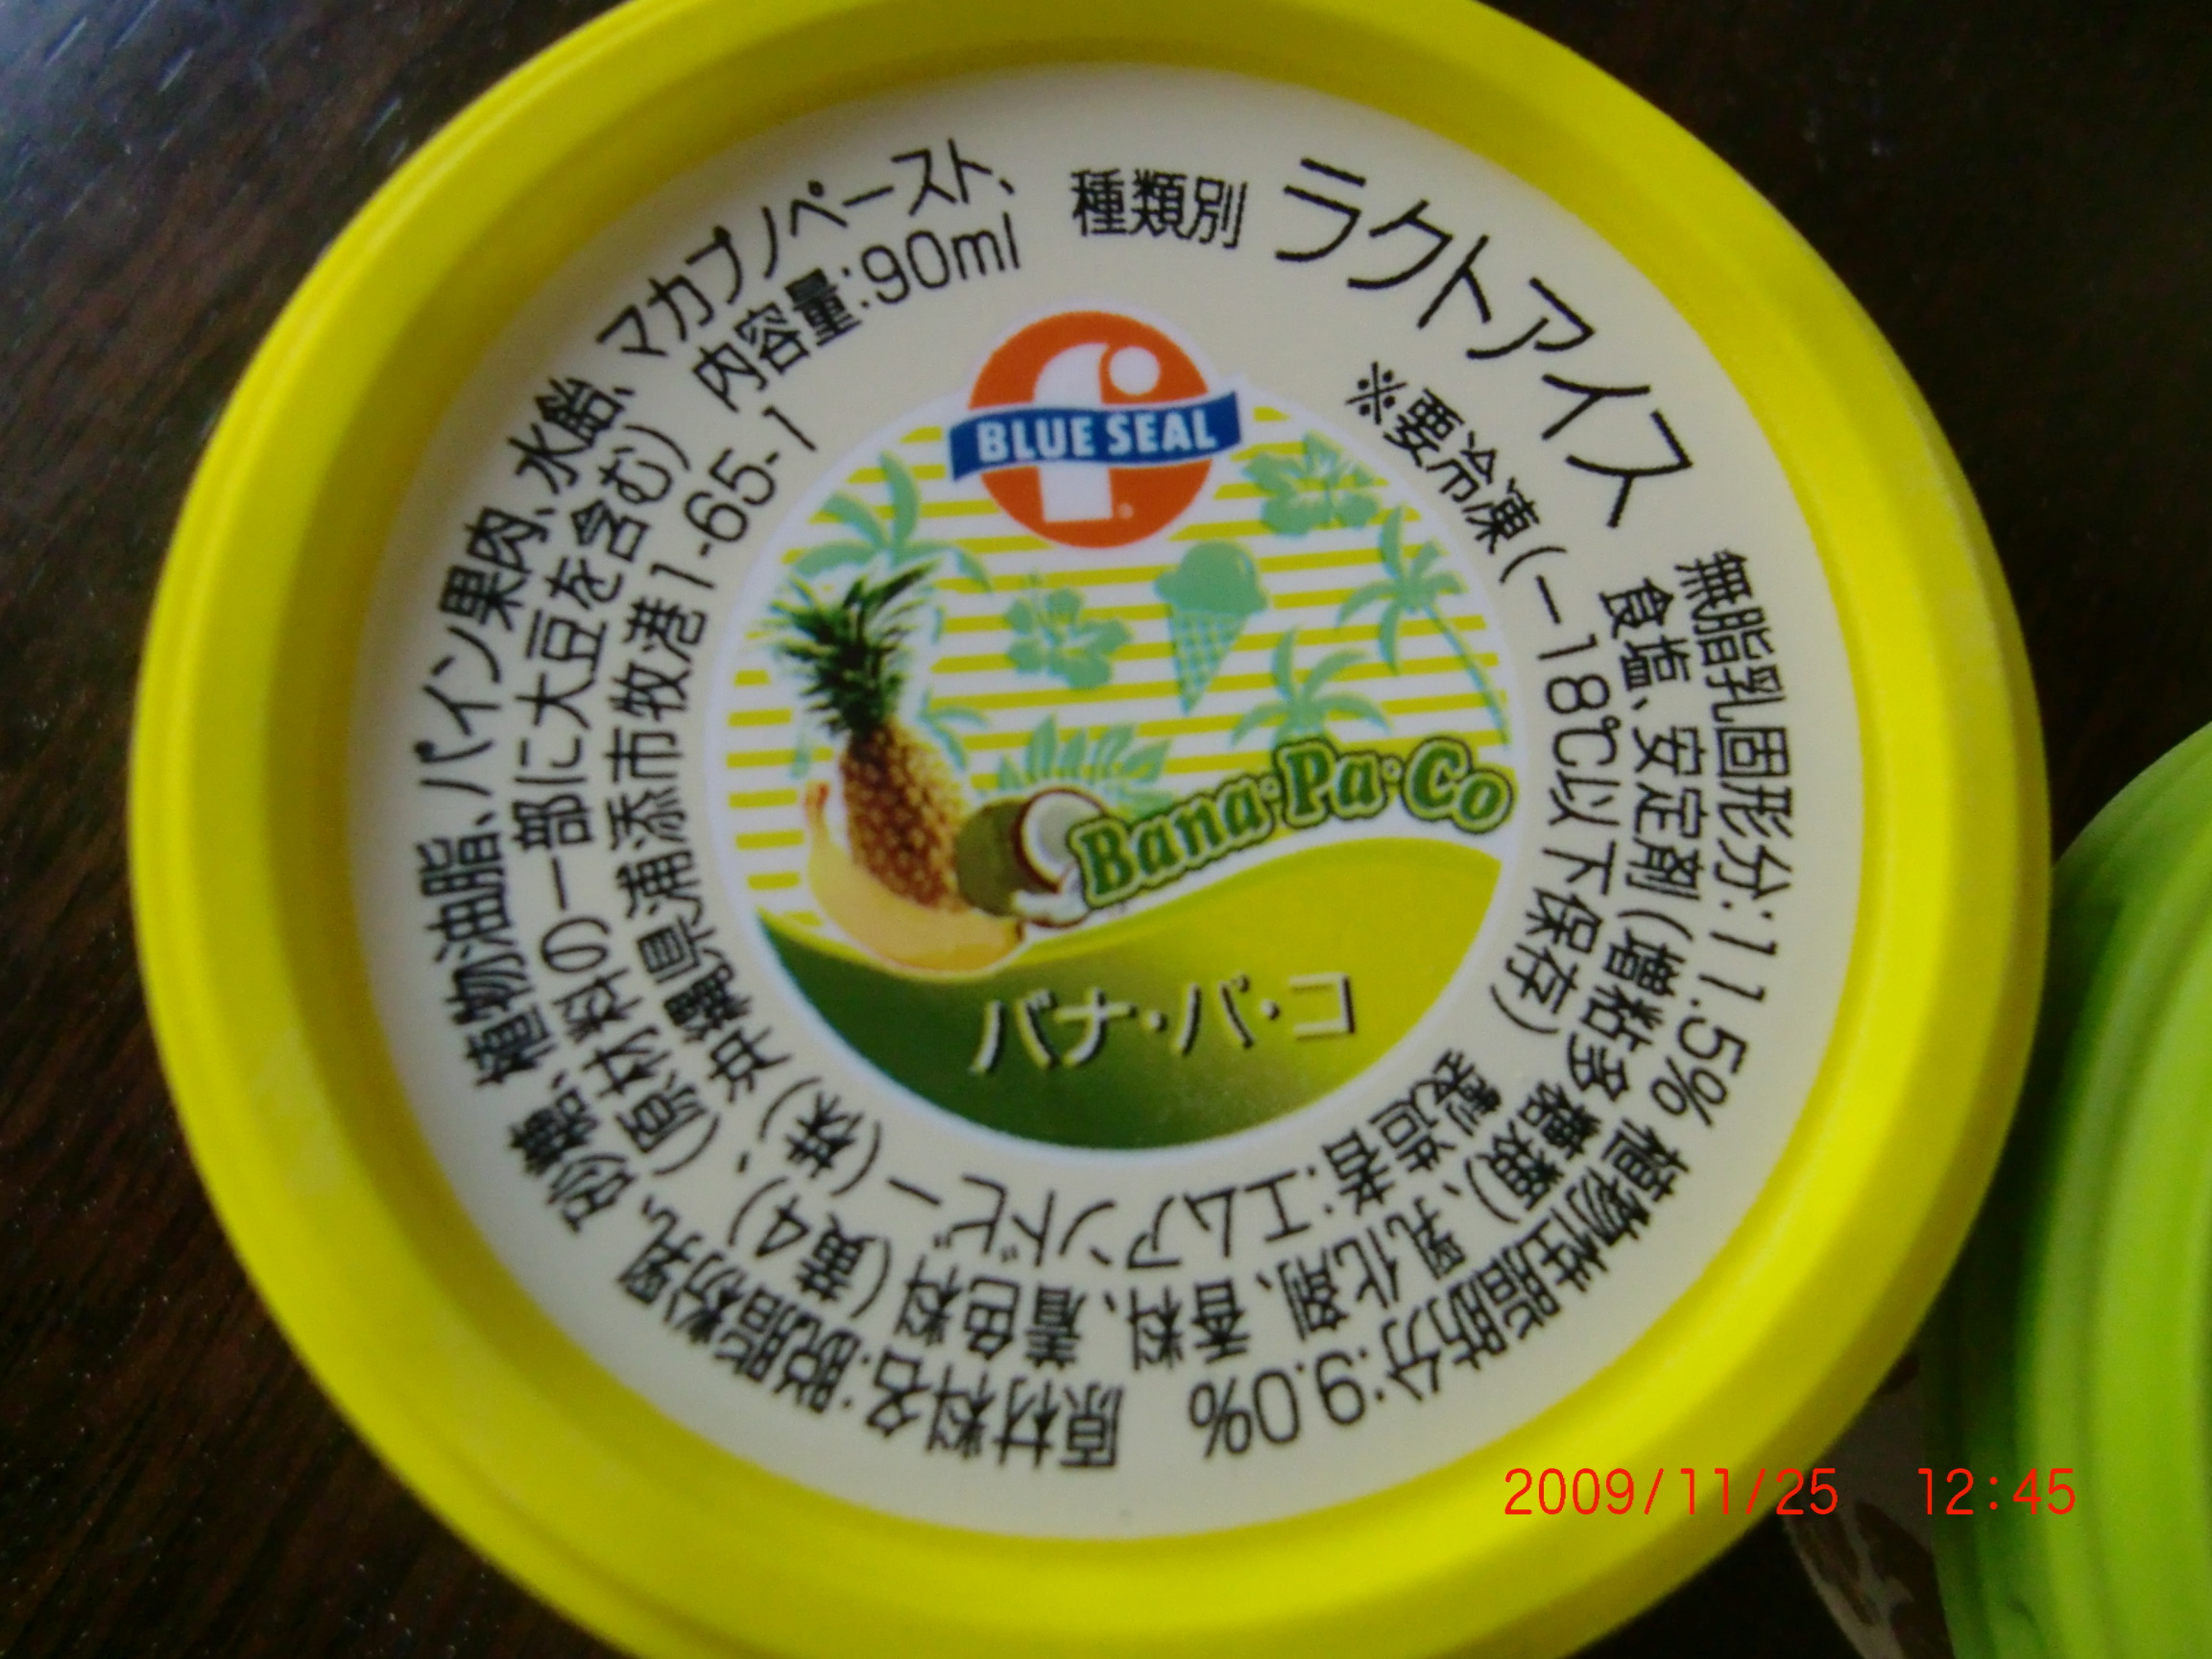 種類別 ラクトアイス
無脂乳固形分:11.5% 植物性脂肪分:9.0%
原材料名:脱脂粉乳、砂糖、植物油脂、パイン果肉、水飴、マカプノペースト、
食塩、安定剤(増粘多糖類)、乳化剤、香料、着色料(黄4)、
(原材料の一部に大豆を含む) 内容量:90ml
※要冷凍(-18℃以下保存)
製造者:エムアンドビー(株)
沖縄県浦添市牧港1-65-1
f
BLUE SEAL
Bana・Pa・Co
バナ・パ・コ
2009/11/25 12:45